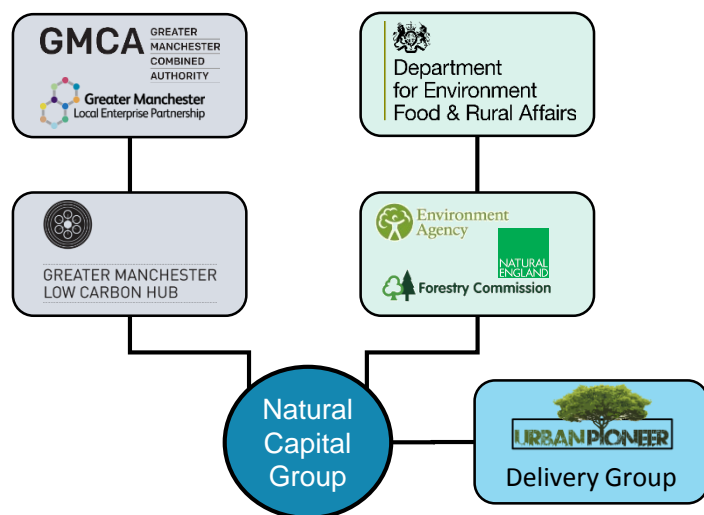 GMCA
GREATER
MANCHESTER
COMBINED
AUTHORITY
Greater Manchester
Local Enterprise Partnership
Department
for Environment
Food & Rural Affairs
GREATER MANCHESTER
LOW CARBON HUB
Environment
Agency
NATURAL
ENGLAND
Forestry Commission
Natural
Capital
Group
URBAN PIONEER
Delivery Group